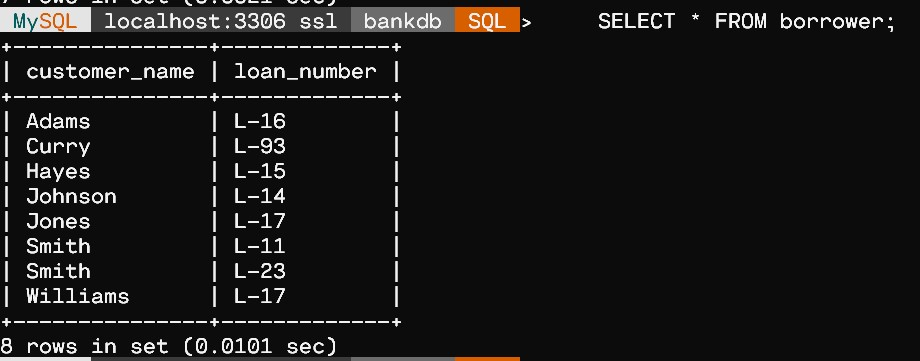 MySQL localhost:3306 ssl bankdb SQL > SELECT * FROM borrower;
+---------------+-------------+
| customer_name | loan_number |
+---------------+-------------+
| Adams         | L-16        |
| Curry         | L-93        |
| Hayes         | L-15        |
| Johnson       | L-14        |
| Jones         | L-17        |
| Smith         | L-11        |
| Smith         | L-23        |
| Williams      | L-17        |
+---------------+-------------+
8 rows in set (0.0101 sec)